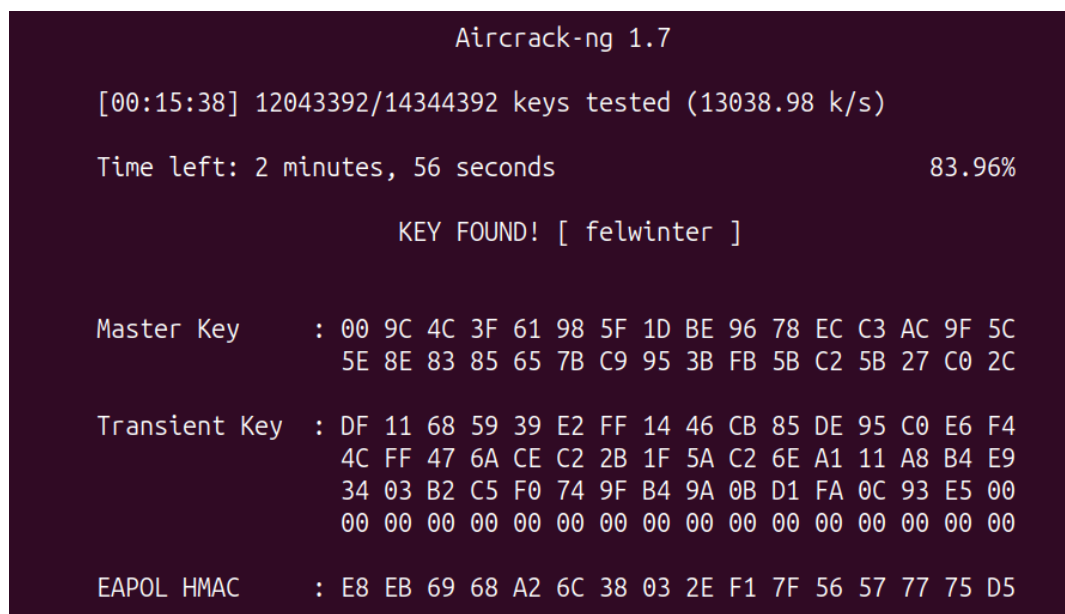 Aircrack-ng 1.7
[00:15:38] 12043392/14344392 keys tested (13038.98 k/s)
Time left: 2 minutes, 56 seconds 83.96%
KEY FOUND! [ felwinter ]
Master Key : 00 9C 4C 3F 61 98 5F 1D BE 96 78 EC C3 AC 9F 5C
5E 8E 83 85 65 7B C9 95 3B FB 5B C2 5B 27 C0 2C
Transient Key : DF 11 68 59 39 E2 FF 14 46 CB 85 DE 95 C0 E6 F4
4C FF 47 6A CE C2 2B 1F 5A C2 6E A1 11 A8 B4 E9
34 03 B2 C5 F0 74 9F B4 9A 0B D1 FA 0C 93 E5 00
00 00 00 00 00 00 00 00 00 00 00 00 00 00 00 00
EAPOL HMAC : E8 EB 69 68 A2 6C 38 03 2E F1 7F 56 57 77 75 D5